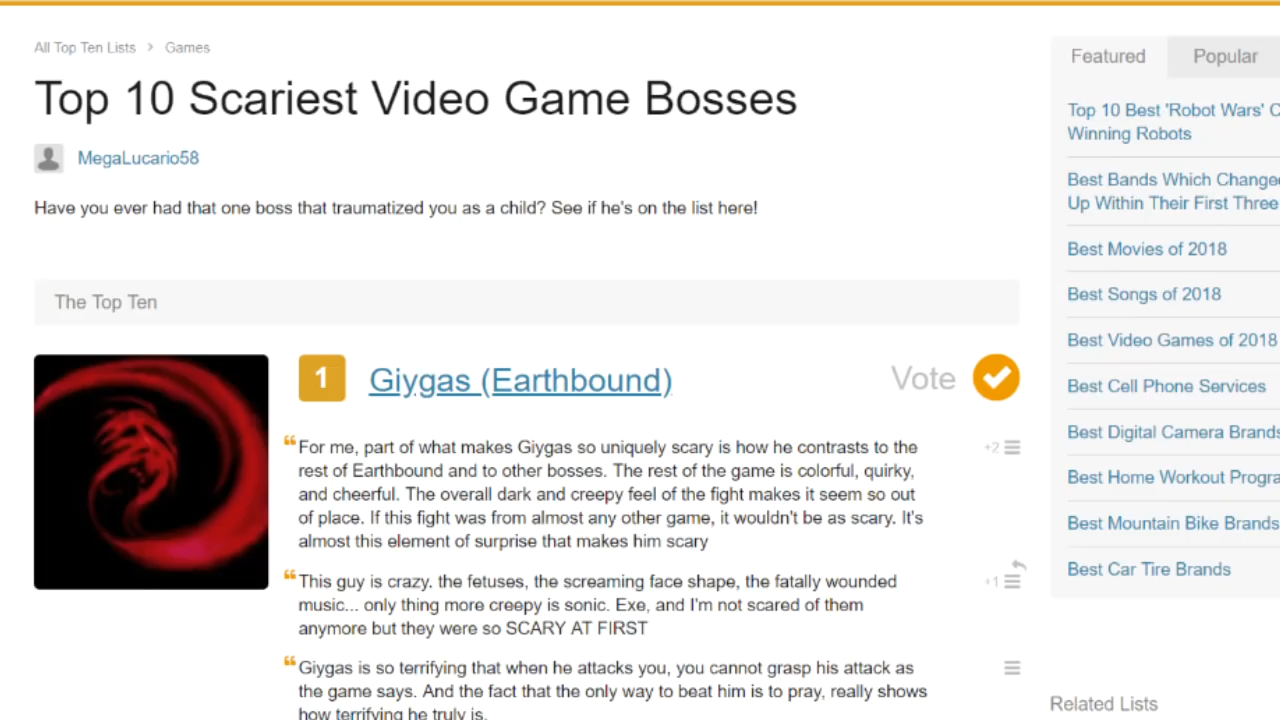 All Top Ten Lists > Games
Top 10 Scariest Video Game Bosses
MegaLucario58
Have you ever had that one boss that traumatized you as a child? See if he's on the list here!
The Top Ten
1 Giygas (Earthbound)
Vote
“For me, part of what makes Giygas so uniquely scary is how he contrasts to the
+2
rest of Earthbound and to other bosses. The rest of the game is colorful, quirky,
and cheerful. The overall dark and creepy feel of the fight makes it seem so out
of place. If this fight was from almost any other game, it wouldn't be as scary. It's
almost this element of surprise that makes him scary
“This guy is crazy. the fetuses, the screaming face shape, the fatally wounded
+1
music... only thing more creepy is sonic. Exe, and I'm not scared of them
anymore but they were so SCARY AT FIRST
“Giygas is so terrifying that when he attacks you, you cannot grasp his attack as
the game says. And the fact that the only way to beat him is to pray, really shows
how terrifying he truly is.
Featured
Popular
Top 10 Best 'Robot Wars' C
Winning Robots
Best Bands Which Change
Up Within Their First Three
Best Movies of 2018
Best Songs of 2018
Best Video Games of 2018
Best Cell Phone Services
Best Digital Camera Brands
Best Home Workout Progra
Best Mountain Bike Brands
Best Car Tire Brands
Related Lists